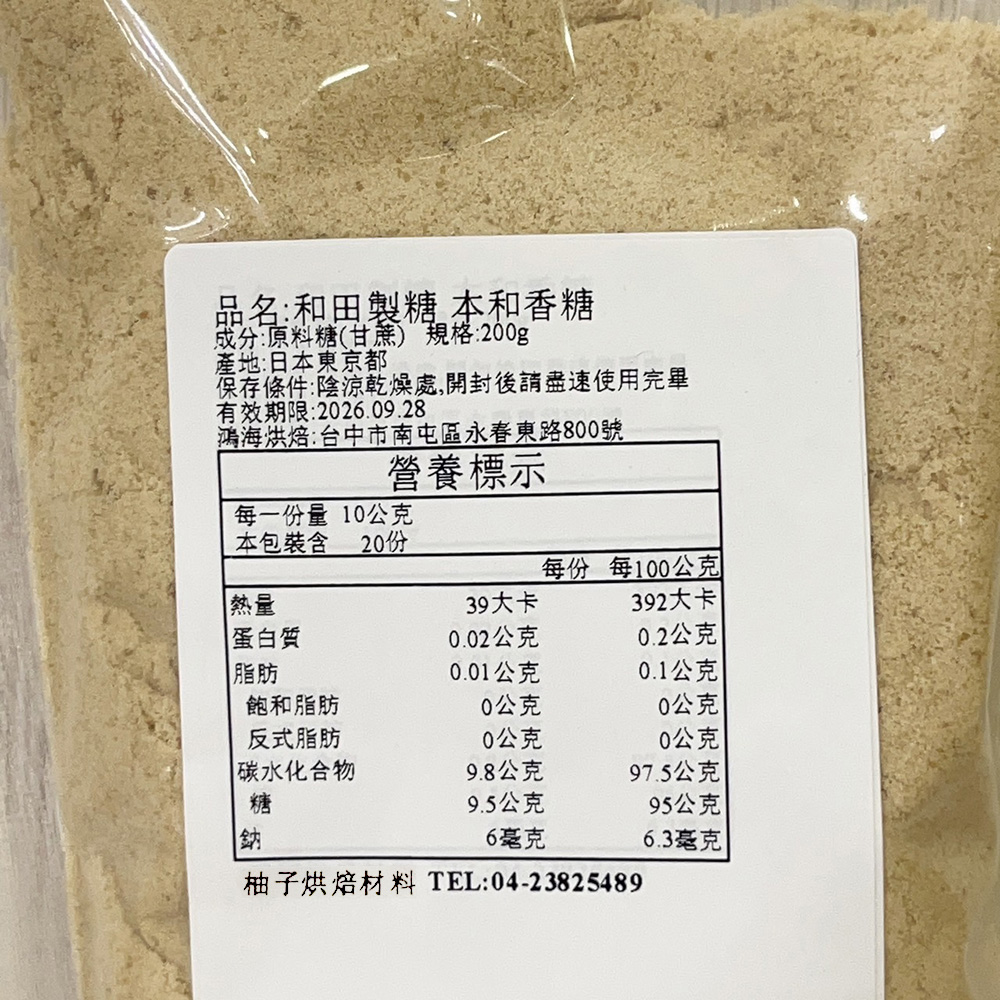 品名:和田製糖 本和香糖
成分:原料糖(甘蔗) 規格:200g
產地:日本東京都
保存條件:陰涼乾燥處,開封後請盡速使用完畢
有效期限:2026.09.28
鴻海烘焙:台中市南屯區永春東路800號
營養標示
每一份量 10公克
本包裝含 20份
每份 每100公克
熱量 39大卡 392大卡
蛋白質 0.02公克 0.2公克
脂肪 0.01公克 0.1公克
飽和脂肪 0公克 0公克
反式脂肪 0公克 0公克
碳水化合物 9.8公克 97.5公克
糖 9.5公克 95公克
鈉 6毫克 6.3毫克
柚子烘焙材料 TEL:04-23825489